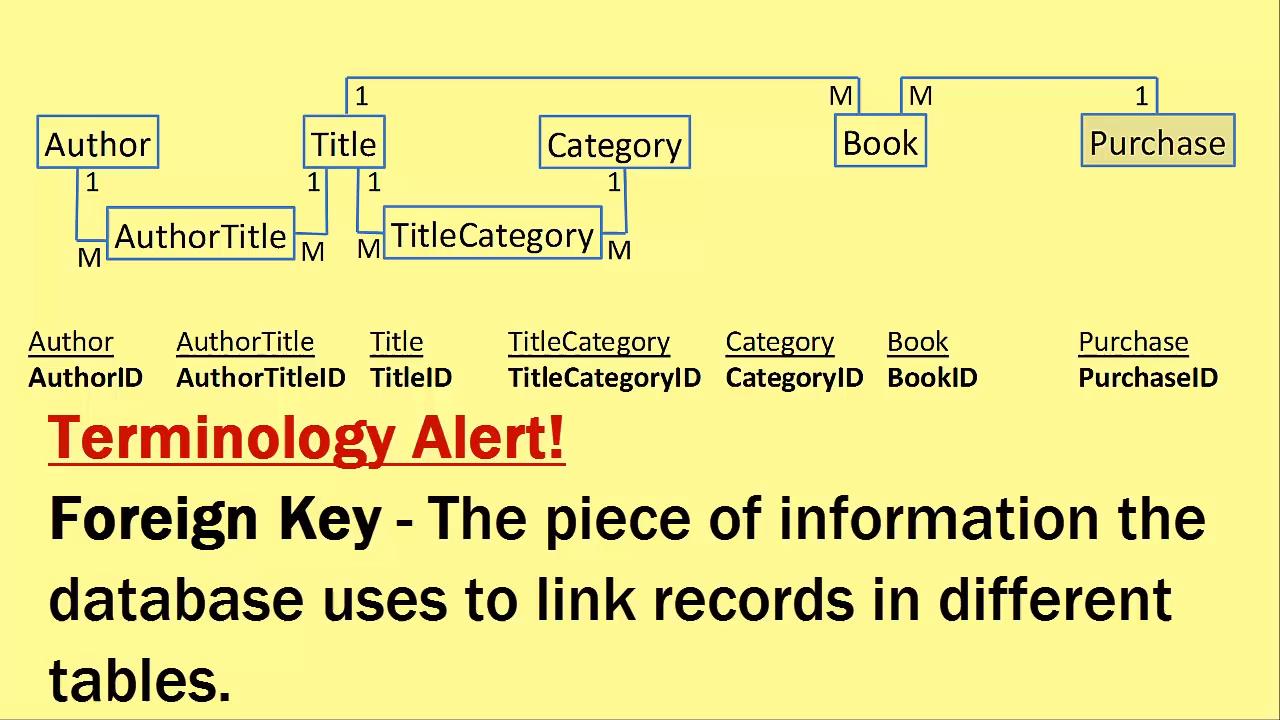 1 M M 1
Author Title Category Book Purchase
1 1 1 1
AuthorTitle TitleCategory
M M M M
Author AuthorTitle Title TitleCategory Category Book Purchase
AuthorID AuthorTitleID TitleID TitleCategoryID CategoryID BookID PurchaseID
Terminology Alert!
Foreign Key - The piece of information the
database uses to link records in different
tables.